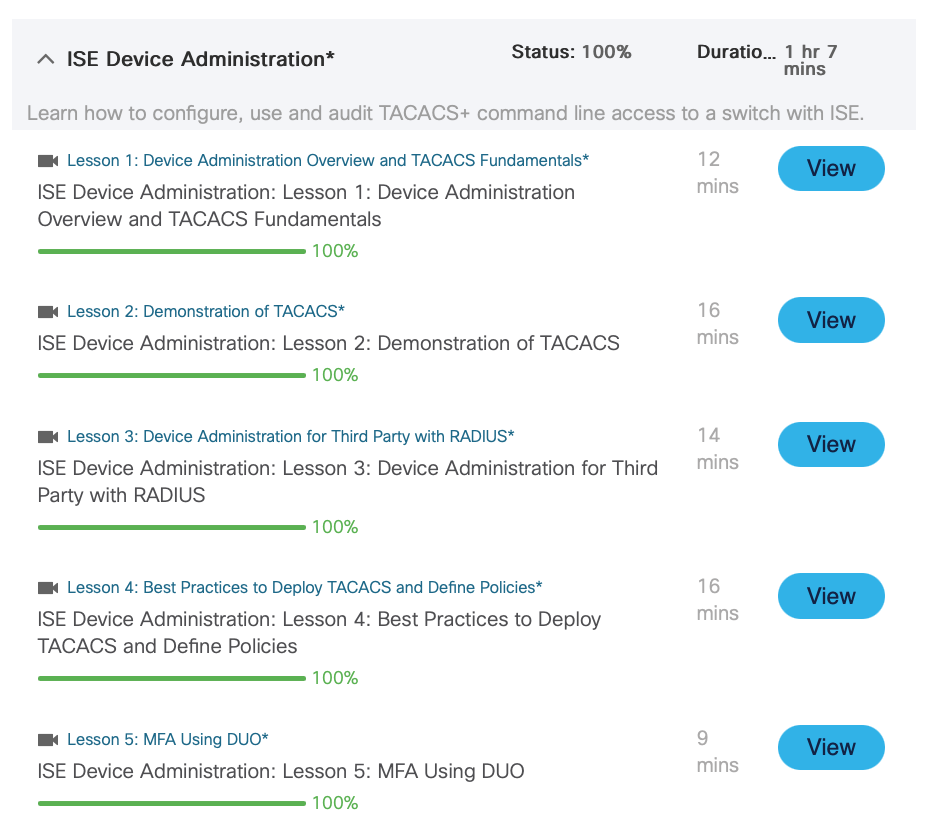 ISE Device Administration*
Status: 100%
Duratio... 1 hr 7
mins
Learn how to configure, use and audit TACACS+ command line access to a switch with ISE.
Lesson 1: Device Administration Overview and TACACS Fundamentals*
12
mins
View
ISE Device Administration: Lesson 1: Device Administration
Overview and TACACS Fundamentals
100%
Lesson 2: Demonstration of TACACS*
16
mins
View
ISE Device Administration: Lesson 2: Demonstration of TACACS
100%
Lesson 3: Device Administration for Third Party with RADIUS*
14
mins
View
ISE Device Administration: Lesson 3: Device Administration for Third
Party with RADIUS
100%
Lesson 4: Best Practices to Deploy TACACS and Define Policies*
16
mins
View
ISE Device Administration: Lesson 4: Best Practices to Deploy
TACACS and Define Policies
100%
Lesson 5: MFA Using DUO*
9
mins
View
ISE Device Administration: Lesson 5: MFA Using DUO
100%